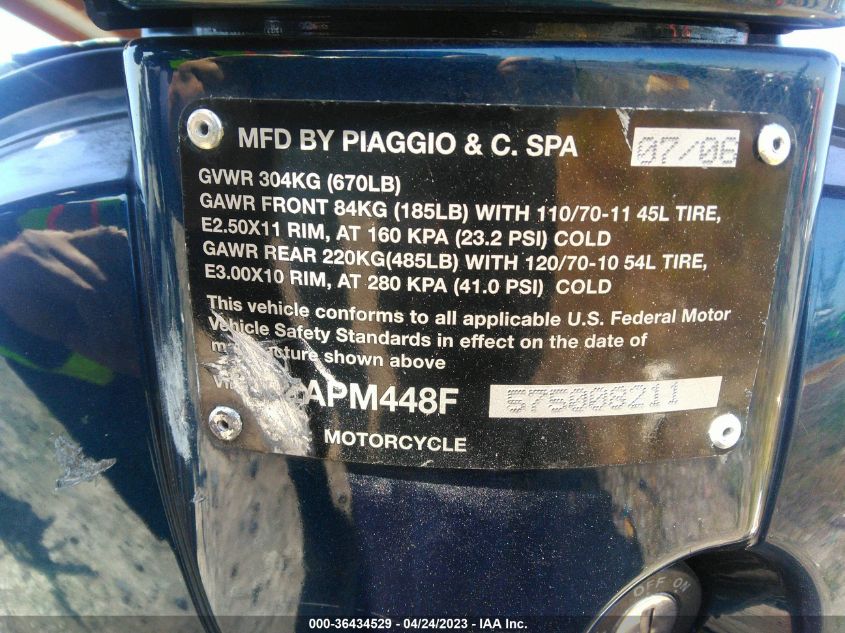 MFD BY PIAGGIO & C. SPA 07/06
GVWR 304KG (670LB)
GAWR FRONT 84KG (185LB) WITH 110/70-11 45L TIRE,
E2.50X11 RIM, AT 160 KPA (23.2 PSI) COLD
GAWR REAR 220KG(485LB) WITH 120/70-10 54L TIRE,
E3.00X10 RIM, AT 280 KPA (41.0 PSI) COLD
This vehicle conforms to all applicable U.S. Federal Motor
Vehicle Safety Standards in effect on the date of
shown above
APM448F 575008211
MOTORCYCLE
OFF ON
000-36434529 - 04/24/2023 - IAA Inc.